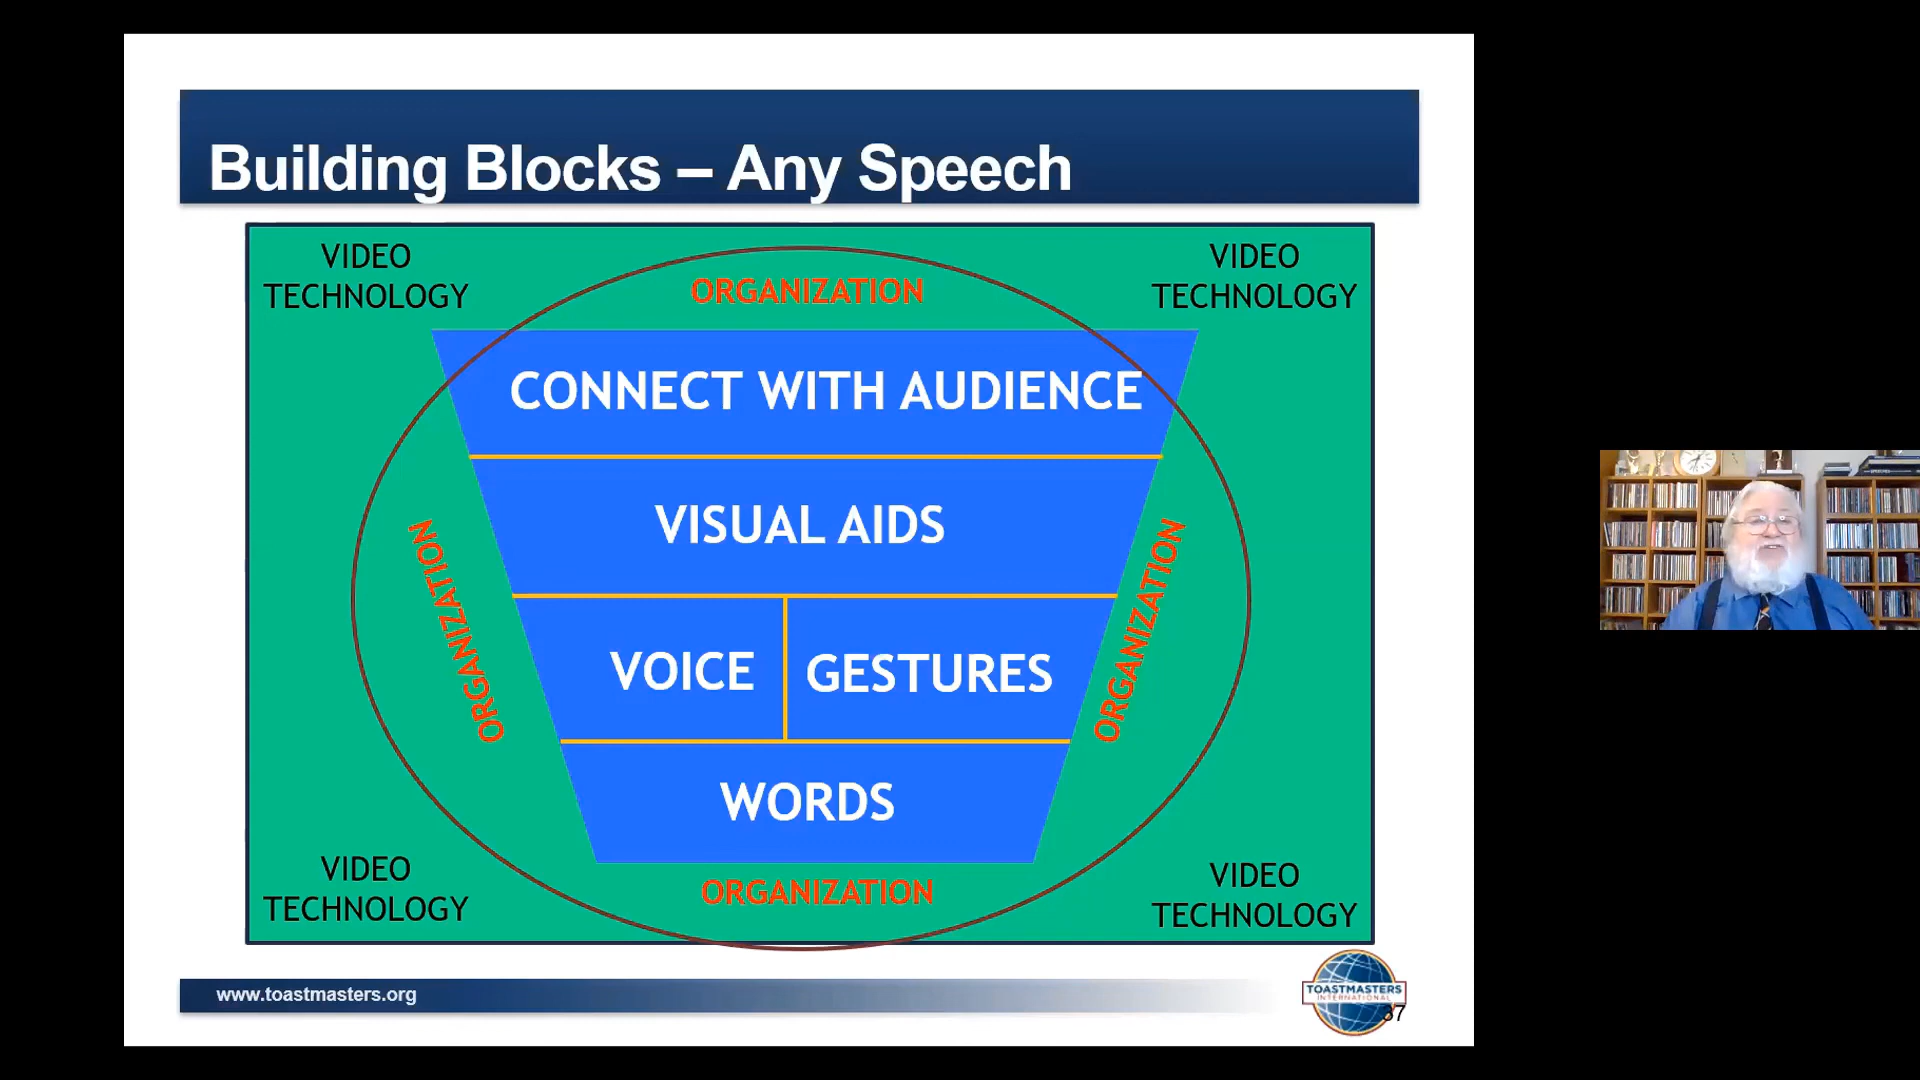 Building Blocks – Any Speech
VIDEO
TECHNOLOGY
ORGANIZATION
VIDEO
TECHNOLOGY
CONNECT WITH AUDIENCE
VISUAL AIDS
ORGANIZATION
ORGANIZATION
VOICE
GESTURES
WORDS
VIDEO
TECHNOLOGY
ORGANIZATION
VIDEO
TECHNOLOGY
www.toastmasters.org
TOASTMASTERS
INTERNATIONAL
37